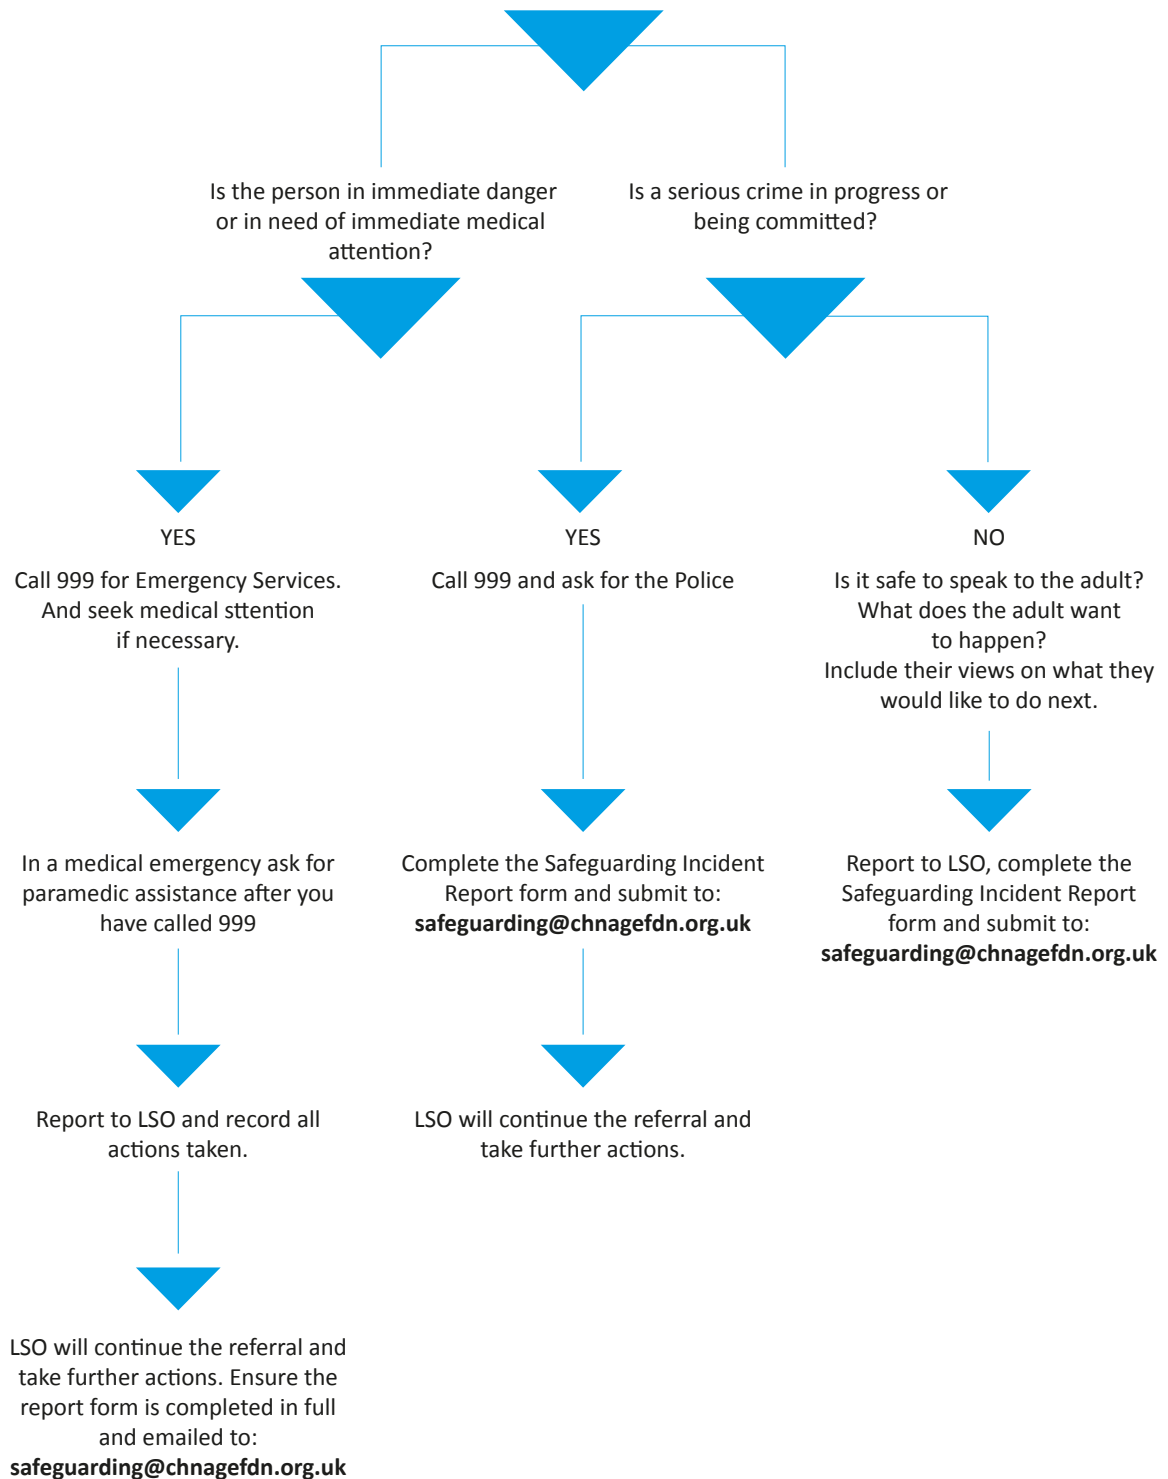 Is the person in immediate danger
or in need of immediate medical
attention?
Is a serious crime in progress or
being committed?
YES
Call 999 for Emergency Services.
And seek medical sttention
if necessary.
In a medical emergency ask for
paramedic assistance after you
have called 999
Report to LSO and record all
actions taken.
LSO will continue the referral and
take further actions. Ensure the
report form is completed in full
and emailed to:
safeguarding@chnagefdn.org.uk
YES
Call 999 and ask for the Police
Complete the Safeguarding Incident
Report form and submit to:
safeguarding@chnagefdn.org.uk
LSO will continue the referral and
take further actions.
NO
Is it safe to speak to the adult?
What does the adult want
to happen?
Include their views on what they
would like to do next.
Report to LSO, complete the
Safeguarding Incident Report
form and submit to:
safeguarding@chnagefdn.org.uk